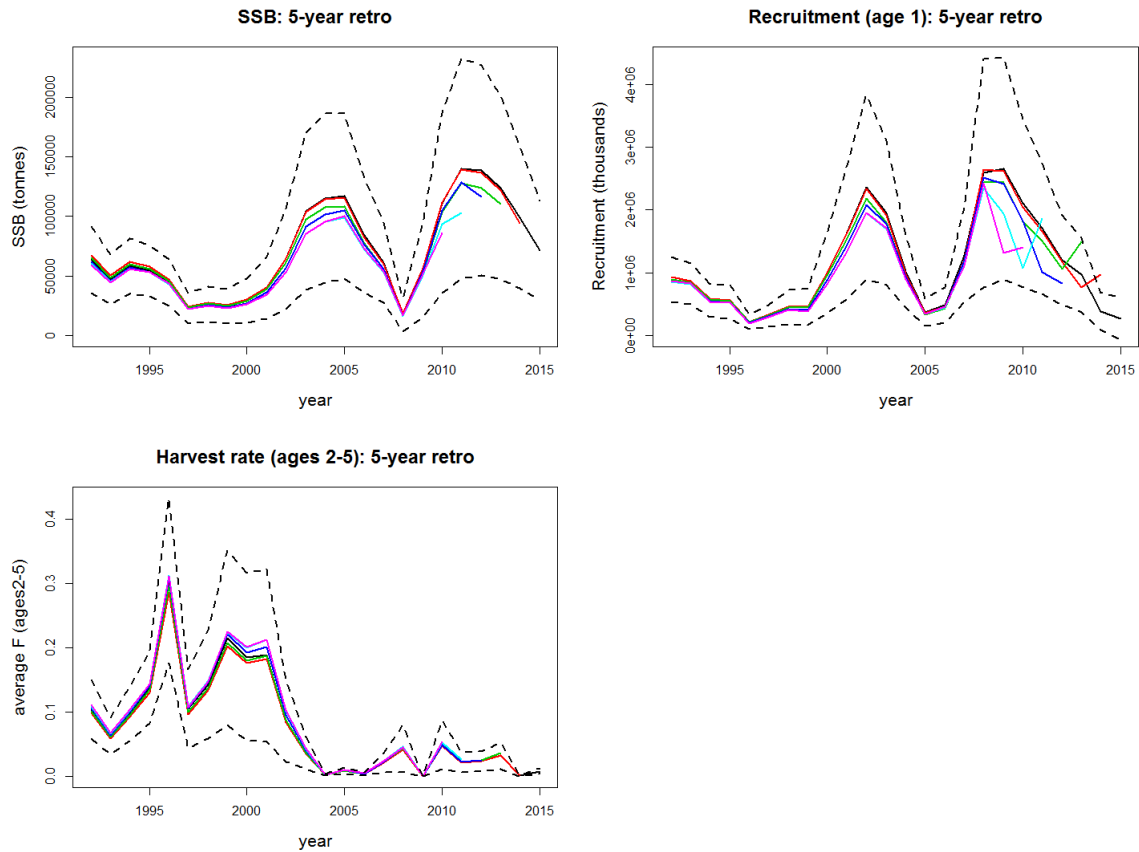 SSB: 5-year retro
SSB (tonnes)
200000
150000
100000
50000
0
1995 2000 2005 2010 2015
year
Recruitment (age 1): 5-year retro
Recruitment (thousands)
4e+06
3e+06
2e+06
1e+06
0e+00
1995 2000 2005 2010 2015
year
Harvest rate (ages 2-5): 5-year retro
average F (ages2-5)
0.4
0.3
0.2
0.1
0.0
1995 2000 2005 2010 2015
year